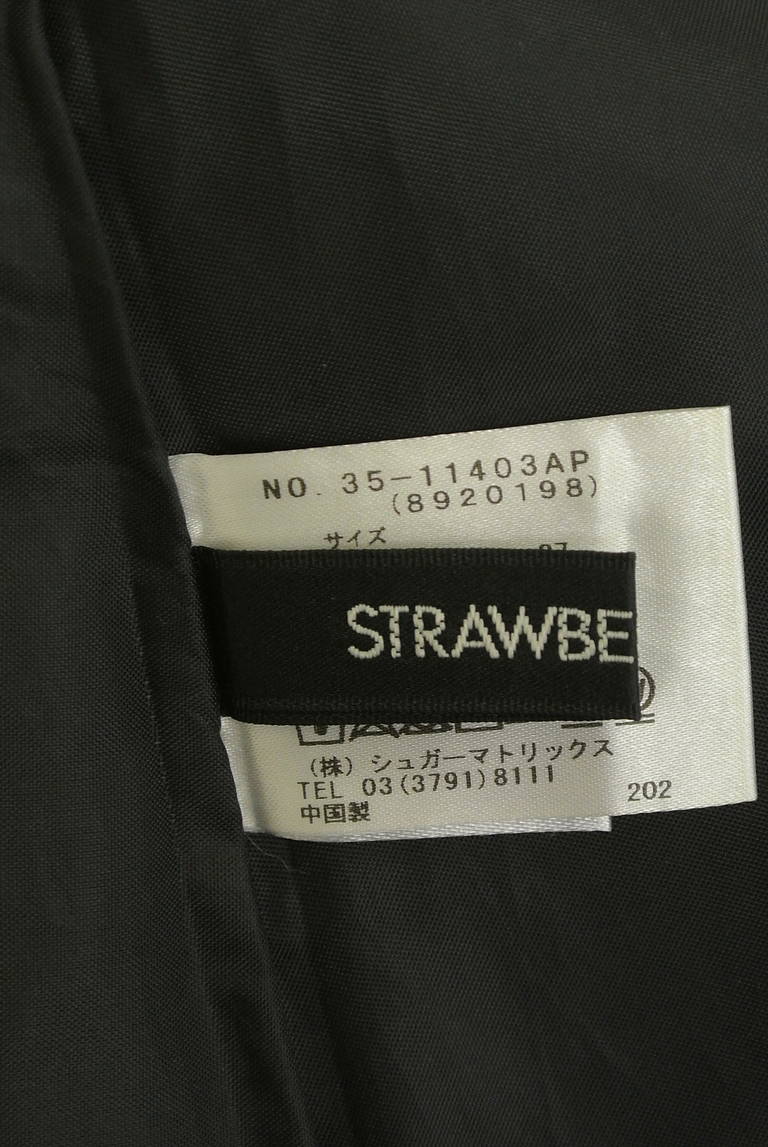 NO. 35-11403AP
(8920198)
サイズ
STRAWBE
(株) シュガーマトリックス
TEL 03(3791)8111
202
中国製